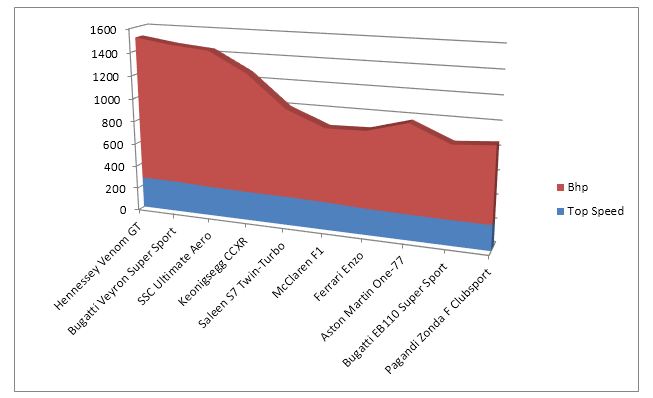 1600
1400
1200
1000
800
600
400
200
0
Hennessey Venom GT
Bugatti Veyron Super Sport
SSC Ultimate Aero
Keonigsegg CCXR
Saleen S7 Twin-Turbo
McClaren F1
Ferrari Enzo
Aston Martin One-77
Bugatti EB110 Super Sport
Pagandi Zonda F Clubsport
Bhp
Top Speed